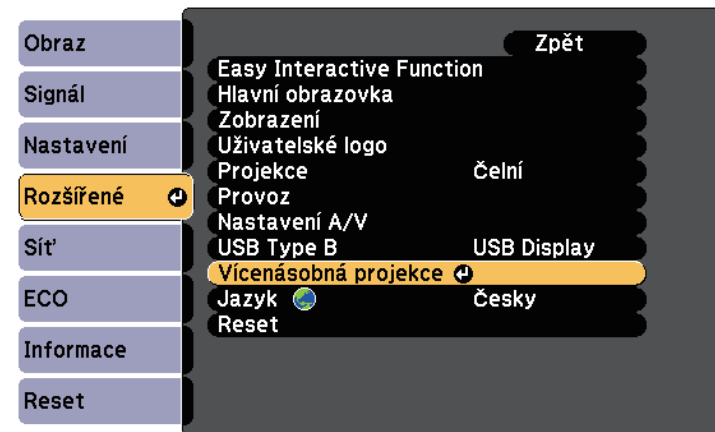 Obraz
Signál
Nastavení
Rozšířené
Síť
ECO
Informace
Reset
Zpět
Easy Interactive Function
Hlavní obrazovka
Zobrazení
Uživatelské logo
Projekce Čelní
Provoz
Nastavení A/V
USB Type B USB Display
Vícenásobná projekce
Jazyk Česky
Reset